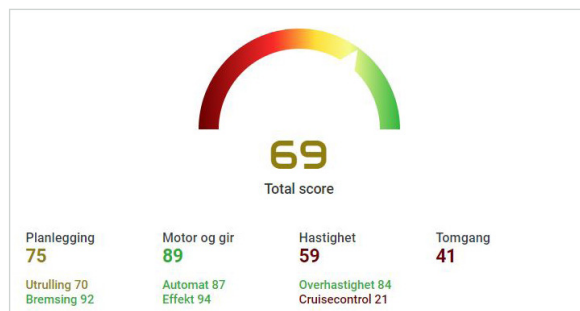 69
Total score
Planlegging
75
Utrulling 70
Bremsing 92
Motor og gir
89
Automat 87
Effekt 94
Hastighet
59
Overhastighet 84
Cruisecontrol 21
Tomgang
41